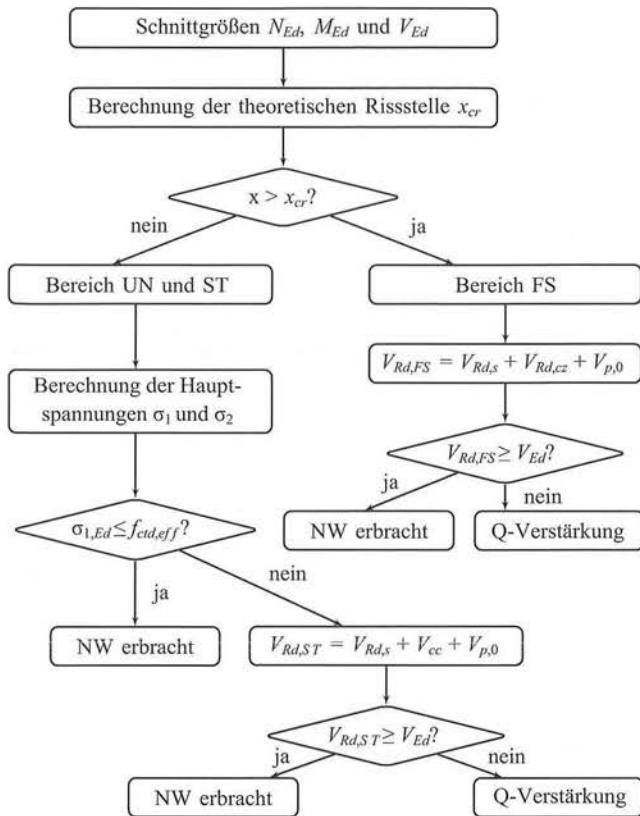 Schnittgrößen N_Ed, M_Ed und V_Ed
Berechnung der theoretischen Rissstelle x_cr
x > x_cr?
nein
ja
Bereich UN und ST
Bereich FS
V_Rd,FS = V_Rd,s + V_Rd,cz + V_p,0
Berechnung der Haupt-
spannungen σ₁ und σ₂
V_Rd,FS ≥ V_Ed?
ja
nein
σ_1,Ed ≤ f_ctd,eff?
NW erbracht
Q-Verstärkung
nein
ja
NW erbracht
V_Rd,ST = V_Rd,s + V_cc + V_p,0
V_Rd,ST ≥ V_Ed?
ja
nein
NW erbracht
Q-Verstärkung